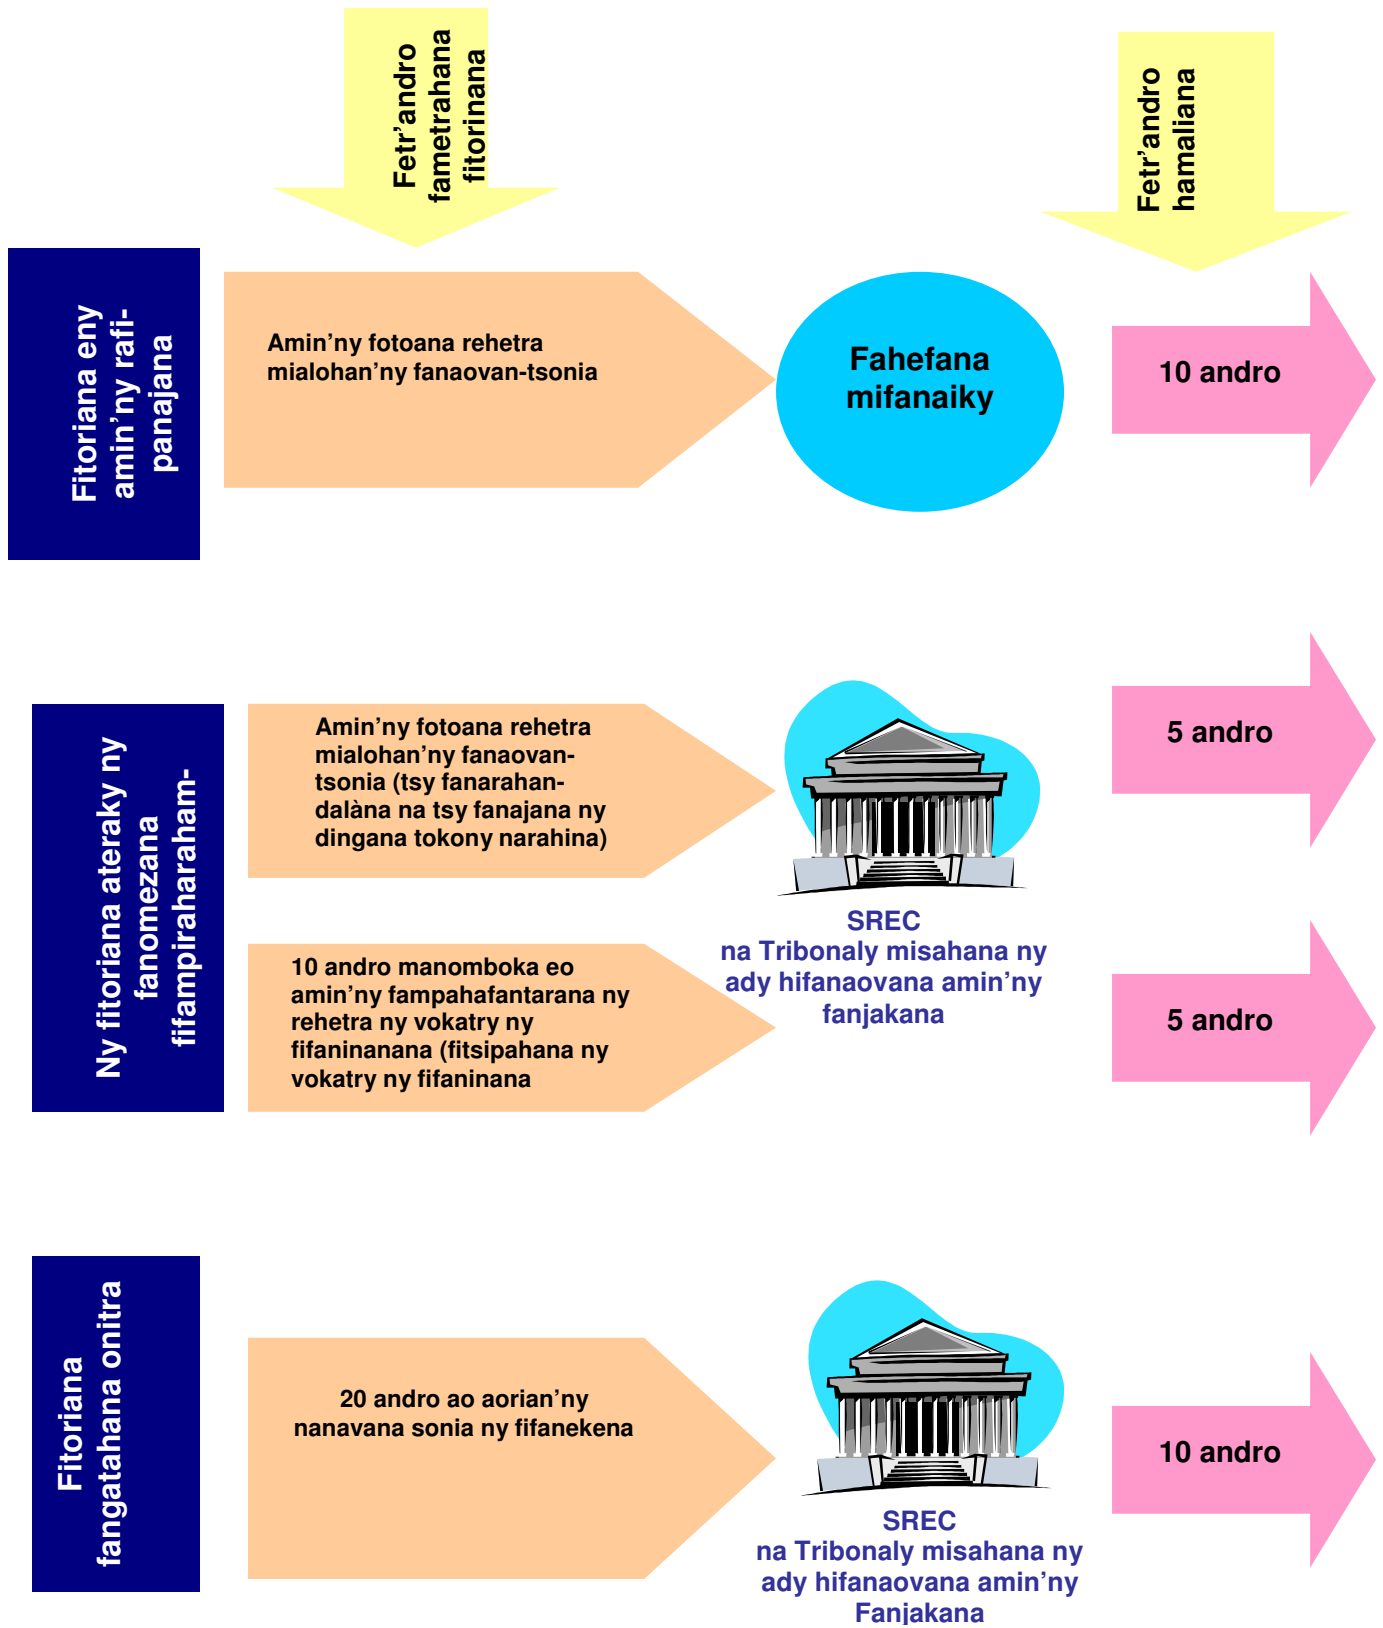 Fetr’andro
fametrahana
fitorinana
Fetr’andro
hamaliana
Fitoriana eny
amin’ny rafi-
panajana
Amin’ny fotoana rehetra
mialohan’ny fanaovan-tsonia
Fahefana
mifanaiky
10 andro
Ny fitoriana ateraky ny
fanomezana
fifampiraharaham-
Amin’ny fotoana rehetra
mialohan’ny fanaovan-
tsonia (tsy fanarahan-
dalàna na tsy fanajana ny
dingana tokony narahina)
5 andro
10 andro manomboka eo
amin’ny fampahafantarana ny
rehetra ny vokatry ny
fifaninanana (fitsipahana ny
vokatry ny fifaninana
SREC
na Tribonaly misahana ny
ady hifanaovana amin’ny
fanjakana
5 andro
Fitoriana
fangatahana onitra
20 andro ao aorian’ny
nanavana sonia ny fifanekena
SREC
na Tribonaly misahana ny
ady hifanaovana amin’ny
Fanjakana
10 andro